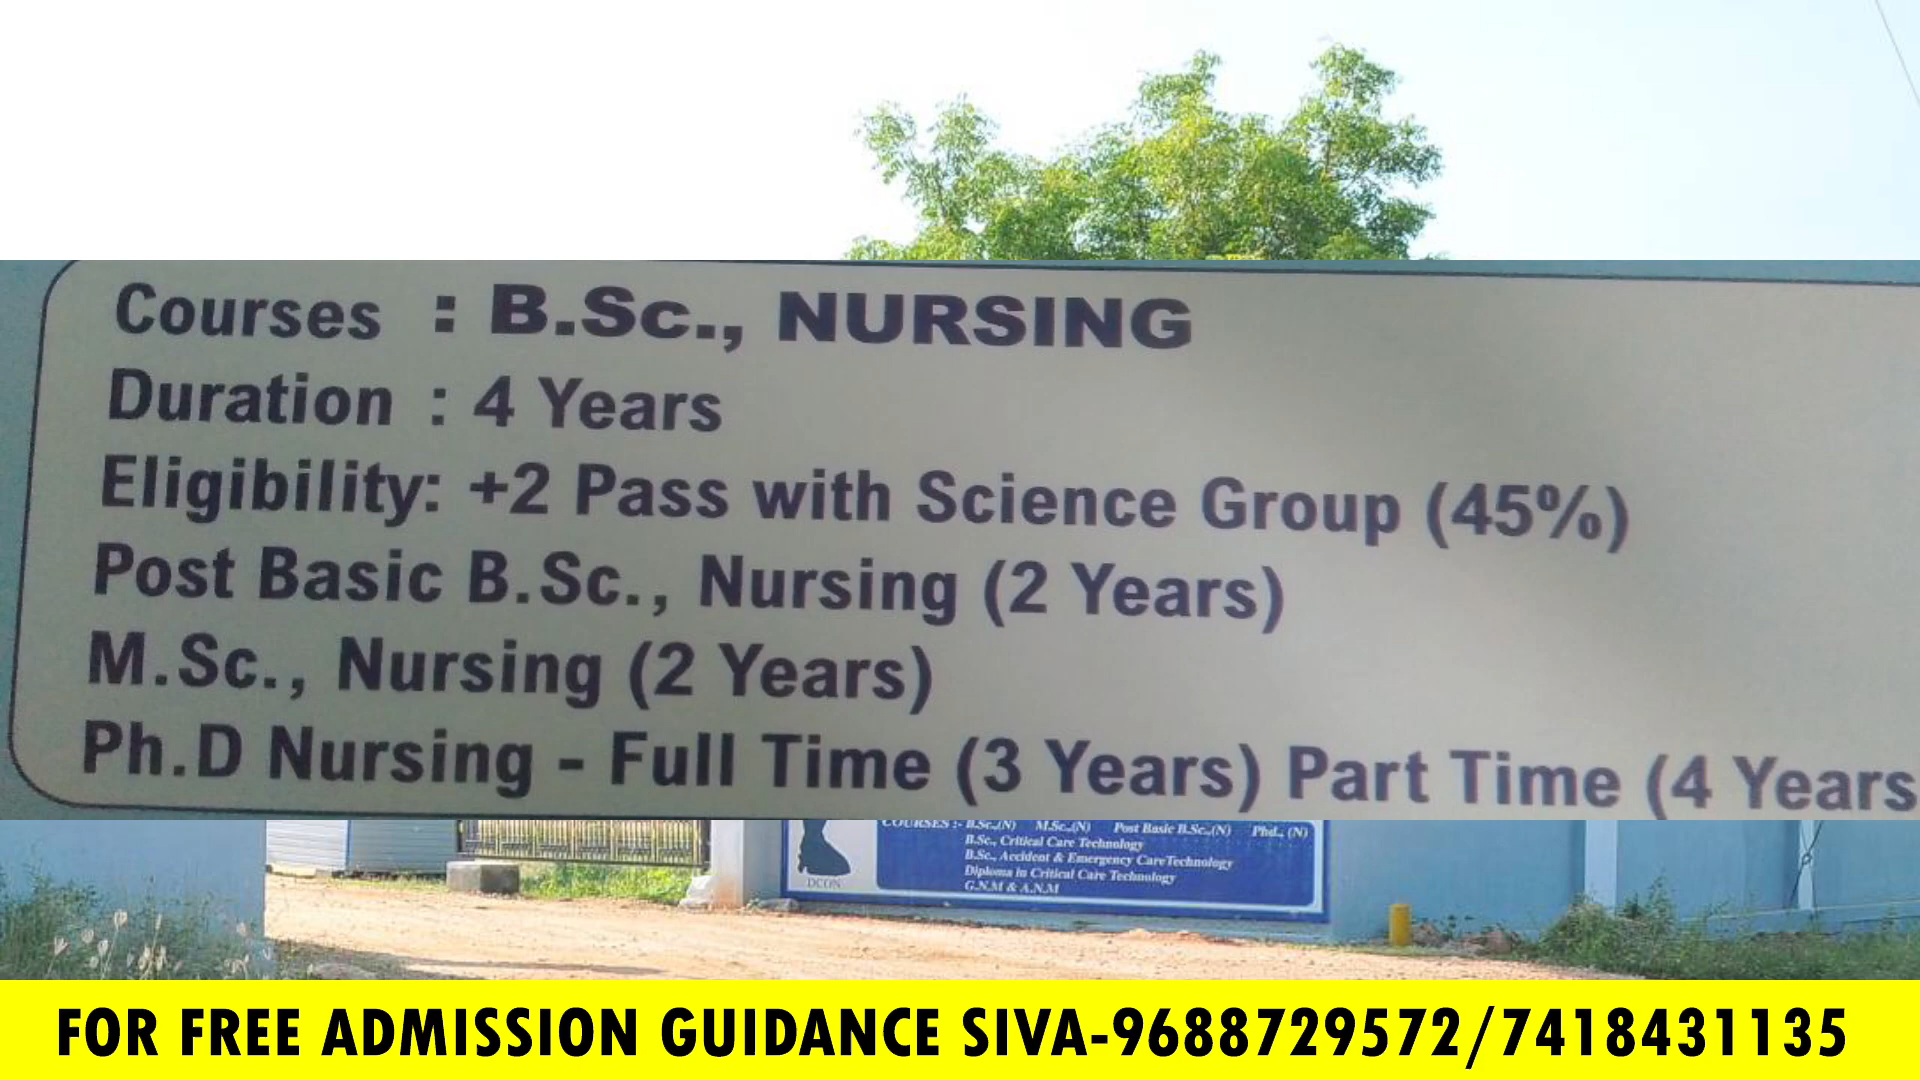 Courses : B.Sc., NURSING
Duration : 4 Years
Eligibility: +2 Pass with Science Group (45%)
Post Basic B.Sc., Nursing (2 Years)
M.Sc., Nursing (2 Years)
Ph.D Nursing - Full Time (3 Years) Part Time (4 Years
COURSES :- B.Sc.,(N) M.Sc.,(N) Post Basic B.Sc.,(N) Phd., (N)
B.Sc., Critical Care Technology
B.Sc., Accident & Emergency Care Technology
Diploma in Critical Care Technology
G.N.M & A.N.M
DCON
FOR FREE ADMISSION GUIDANCE SIVA-9688729572/7418431135